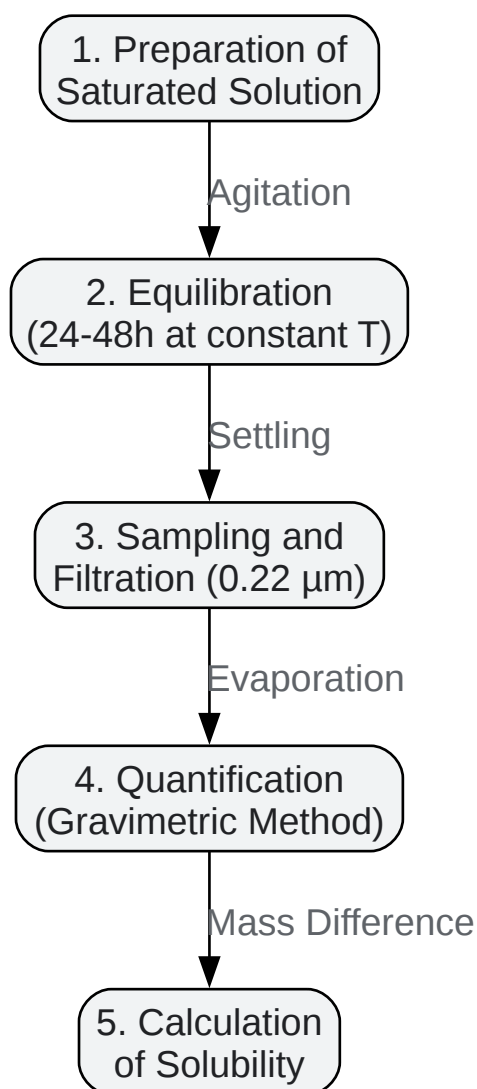 1. Preparation of
Saturated Solution
Agitation
2. Equilibration
(24-48h at constant T)
Settling
3. Sampling and
Filtration (0.22 µm)
Evaporation
4. Quantification
(Gravimetric Method)
Mass Difference
5. Calculation
of Solubility